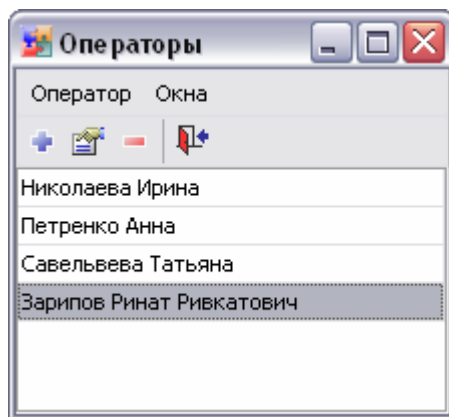 Операторы
Оператор Окна
Николаева Ирина
Петренко Анна
Савельвева Татьяна
Зарипов Ринат Ривкатович